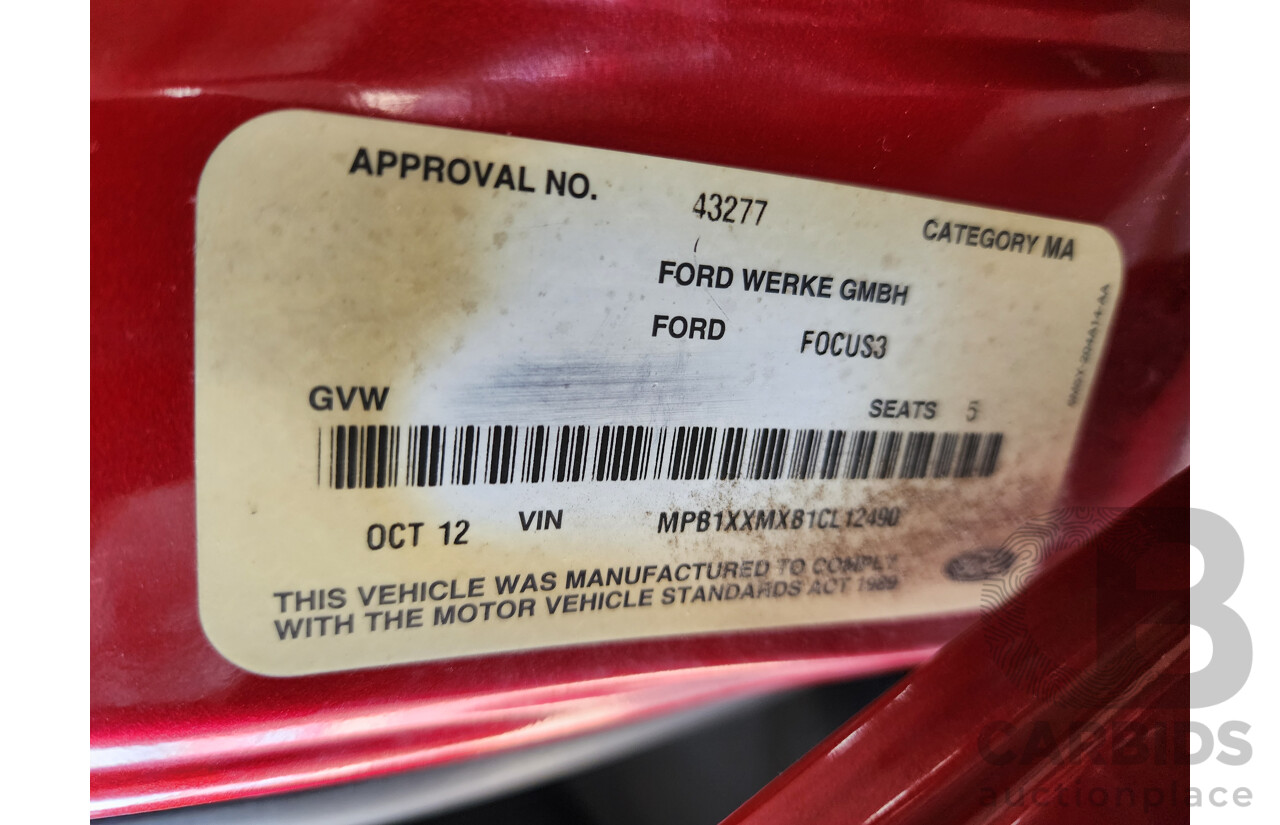 APPROVAL NO. 43277 CATEGORY MA
FORD WERKE GMBH
FORD FOCUS3
GVW SEATS 5
OCT 12 VIN MPB1XXMXB1CL12490
THIS VEHICLE WAS MANUFACTURED TO COMPLY
WITH THE MOTOR VEHICLE STANDARDS ACT 1989
CARBIDS
auctionplace